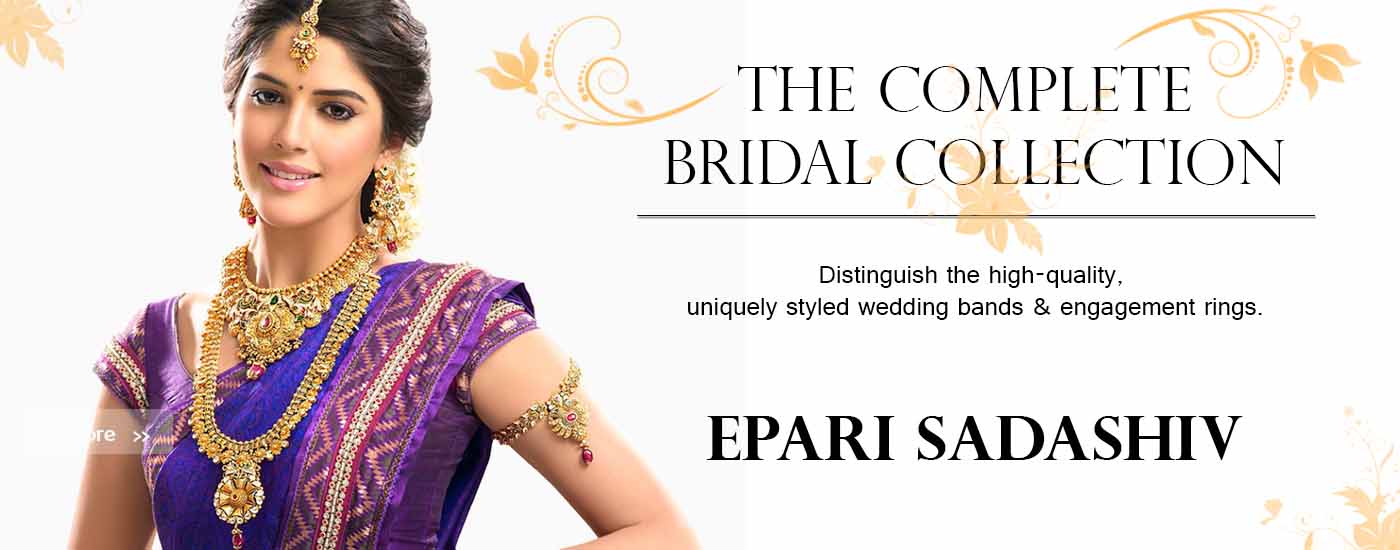 THE COMPLETE
BRIDAL COLLECTION
Distinguish the high-quality,
uniquely styled wedding bands & engagement rings.
EPARI SADASHIV
>>